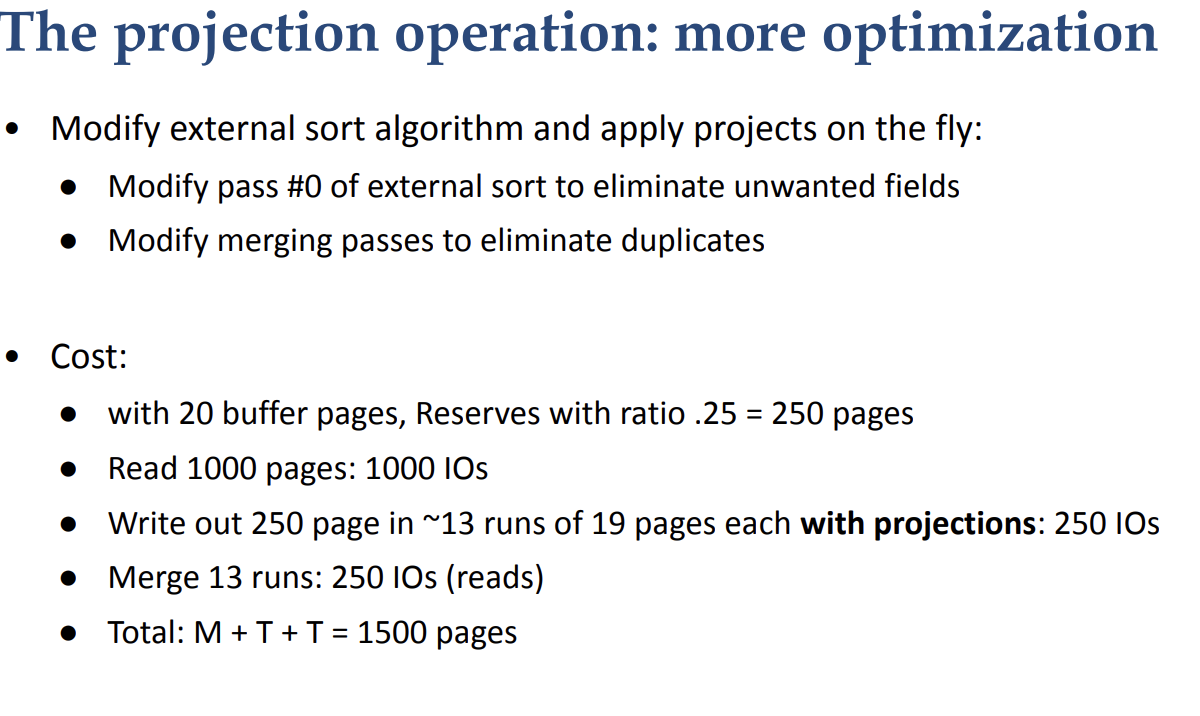 The projection operation: more optimization
• Modify external sort algorithm and apply projects on the fly:
● Modify pass #0 of external sort to eliminate unwanted fields
● Modify merging passes to eliminate duplicates
• Cost:
● with 20 buffer pages, Reserves with ratio .25 = 250 pages
● Read 1000 pages: 1000 IOs
● Write out 250 page in ~13 runs of 19 pages each with projections: 250 IOs
● Merge 13 runs: 250 IOs (reads)
● Total: M + T + T = 1500 pages